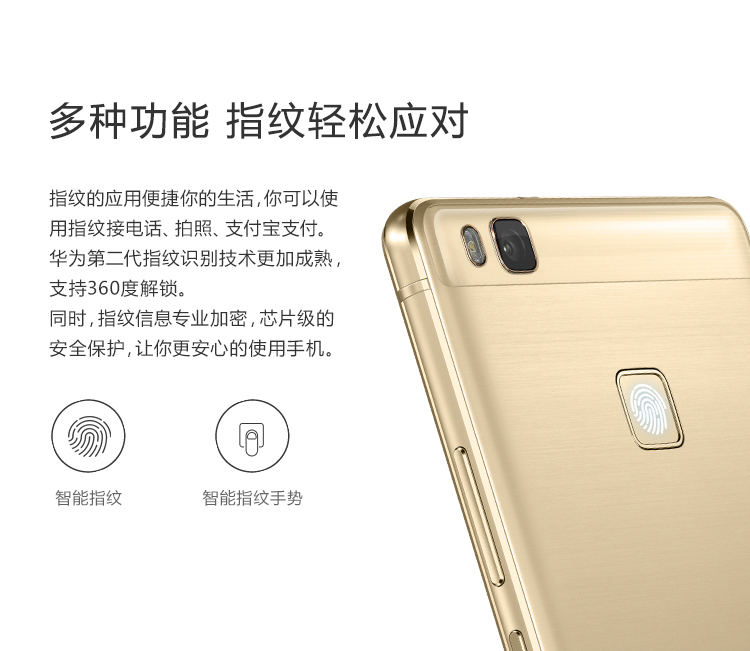 多种功能 指纹轻松应对
指纹的应用便捷你的生活,你可以使
用指纹接电话、拍照、支付宝支付。
华为第二代指纹识别技术更加成熟,
支持360度解锁。
同时,指纹信息专业加密,芯片级的
安全保护,让你更安心的使用手机。
智能指纹
智能指纹手势